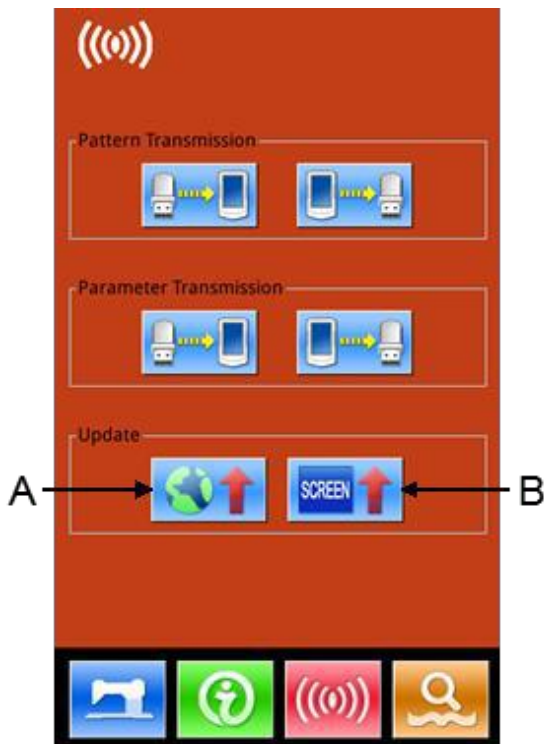 Pattern Transmission
Parameter Transmission
Update
A
SCREEN
B